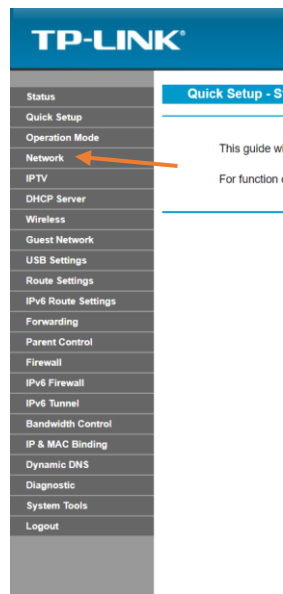 TP-LINK®
Status
Quick Setup
Operation Mode
Network
IPTV
DHCP Server
Wireless
Guest Network
USB Settings
Route Settings
IPv6 Route Settings
Forwarding
Parent Control
Firewall
IPv6 Firewall
IPv6 Tunnel
Bandwidth Control
IP & MAC Binding
Dynamic DNS
Diagnostic
System Tools
Logout
Quick Setup - S
This guide wi
For function